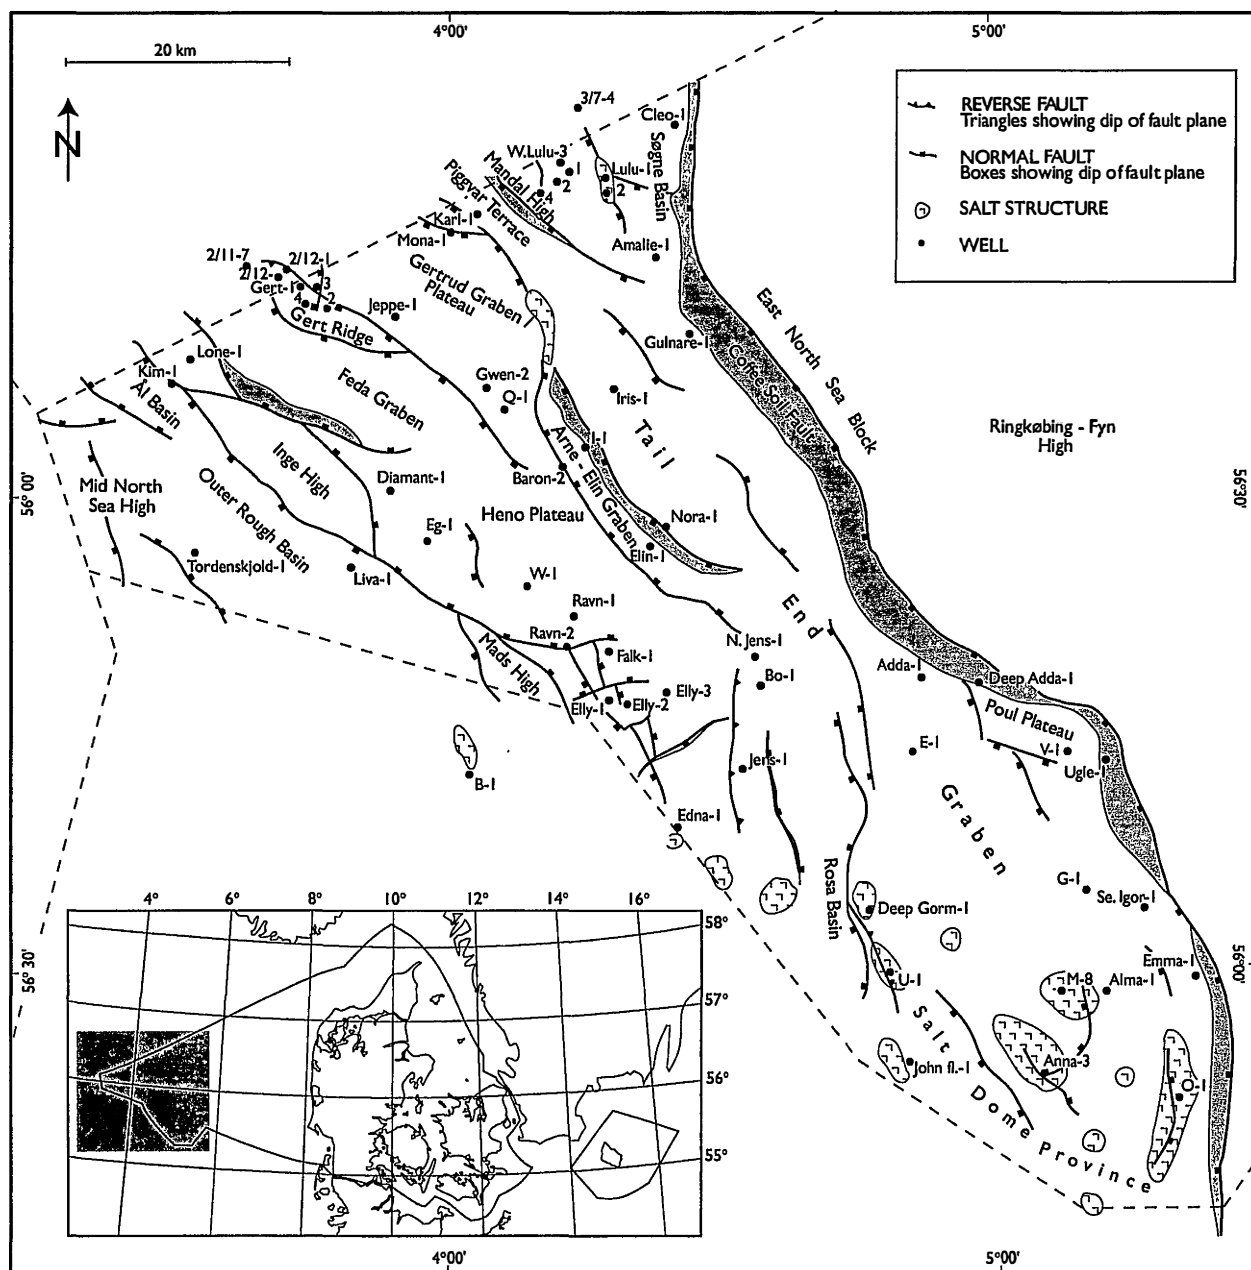 4°00'
5°00'
20 km
N
REVERSE FAULT
Triangles showing dip of fault plane
NORMAL FAULT
Boxes showing dip of fault plane
SALT STRUCTURE
WELL
3/7-4
Cleo-1
W.Lulu-3
1
2
4
Lulu-1
2
Søgne Basin
Mandal High
Piggvar Terrace
Karl-1
Mona-1
Amalie-1
2/11-7
2/12-1
2/12-
Gert-1
3
4
2
Gert Ridge
Jeppe-1
Gertrud Graben
Plateau
Gulnare-1
East North Sea Block
Coffee Soil Fault
Lone-1
Kim-1
Ål Basin
Feda Graben
Gwen-2
Q-1
Iris-1
Tail
Ringkøbing - Fyn
High
I-1
Arne - Elin Graben
Baron-2
Inge High
Diamant-1
Mid North
Sea High
Outer Rough Basin
Heno Plateau
Eg-1
Nora-1
Elin-1
56°00'
56°30'
Tordenskjold-1
Liva-1
W-1
Ravn-1
Ravn-2
Falk-1
Mads High
End
N. Jens-1
Bo-1
Adda-1
Deep Adda-1
Elly-3
Elly-1
Elly-2
Poul Plateau
E-1
V-1
Ugle-1
B-1
Jens-1
Graben
Edna-1
Rosa Basin
G-1
Se. Igor-1
Deep Gorm-1
4°
6°
8°
10°
12°
14°
16°
58°
57°
56°
55°
Emma-1
U-1
M-8
Alma-1
56°30'
56°00'
Salt
John fl.-1
Anna-3
O-1
Dome Province
4°00'
5°00'